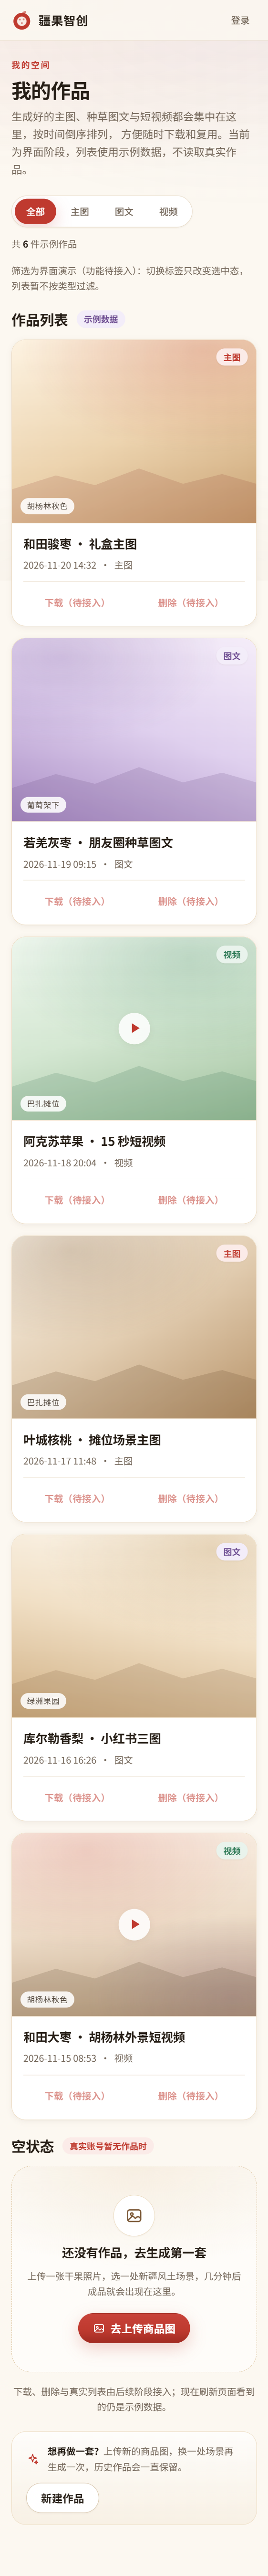 疆果智创
登录
我的空间
我的作品
生成好的主图、种草图文与短视频都会集中在这
里，按时间倒序排列， 方便随时下载和复用。当前
为界面阶段，列表使用示例数据，不读取真实作
品。
全部 主图 图文 视频
共 6 件示例作品
筛选为界面演示（功能待接入）：切换标签只改变选中态，
列表暂不按类型过滤。
作品列表 示例数据
主图
胡杨林秋色
和田骏枣 · 礼盒主图
2026-11-20 14:32 · 主图
下载（待接入） 删除（待接入）
图文
葡萄架下
若羌灰枣 · 朋友圈种草图文
2026-11-19 09:15 · 图文
下载（待接入） 删除（待接入）
视频
巴扎摊位
阿克苏苹果 · 15 秒短视频
2026-11-18 20:04 · 视频
下载（待接入） 删除（待接入）
主图
巴扎摊位
叶城核桃 · 摊位场景主图
2026-11-17 11:48 · 主图
下载（待接入） 删除（待接入）
图文
绿洲果园
库尔勒香梨 · 小红书三图
2026-11-16 16:26 · 图文
下载（待接入） 删除（待接入）
视频
胡杨林秋色
和田大枣 · 胡杨林外景短视频
2026-11-15 08:53 · 视频
下载（待接入） 删除（待接入）
空状态 真实账号暂无作品时
还没有作品，去生成第一套
上传一张干果照片，选一处新疆风土场景，几分钟后
成品就会出现在这里。
去上传商品图
下载、删除与真实列表由后续阶段接入；现在刷新页面看到
的仍是示例数据。
想再做一套？上传新的商品图，换一处场景再
生成一次，历史作品会一直保留。
新建作品